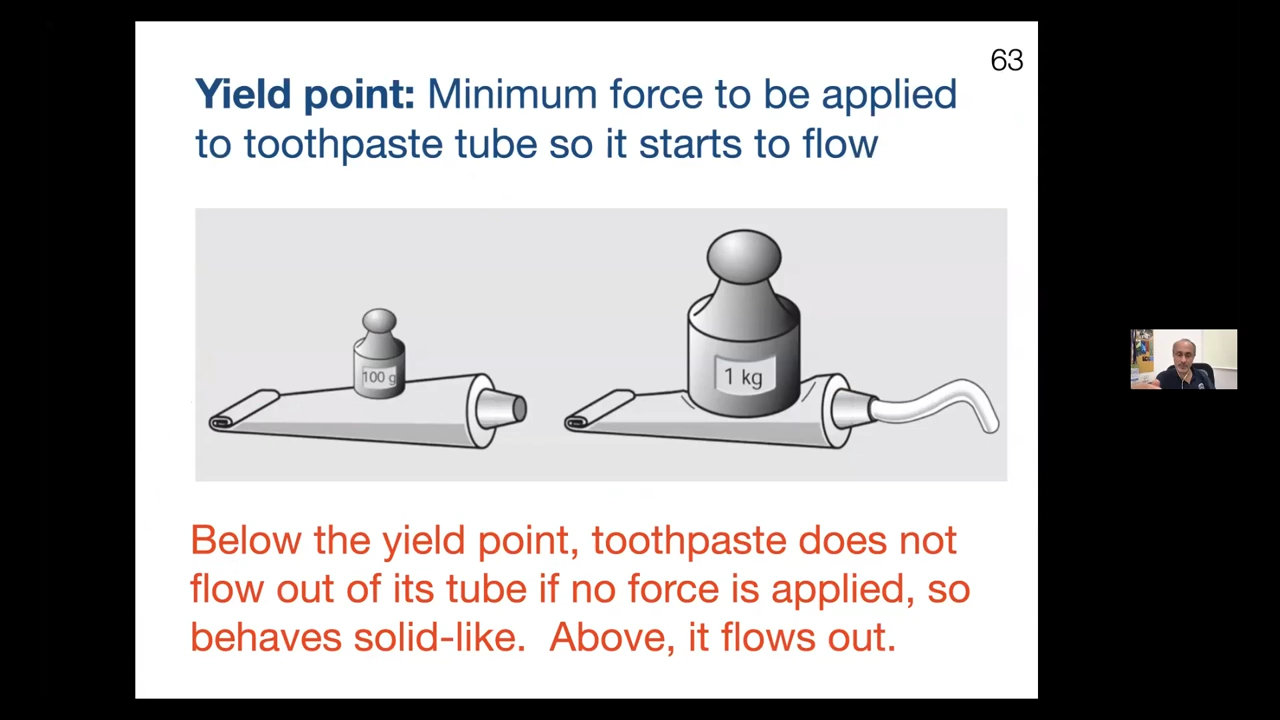 63
Yield point: Minimum force to be applied
to toothpaste tube so it starts to flow
100 g
1 kg
Below the yield point, toothpaste does not
flow out of its tube if no force is applied, so
behaves solid-like. Above, it flows out.